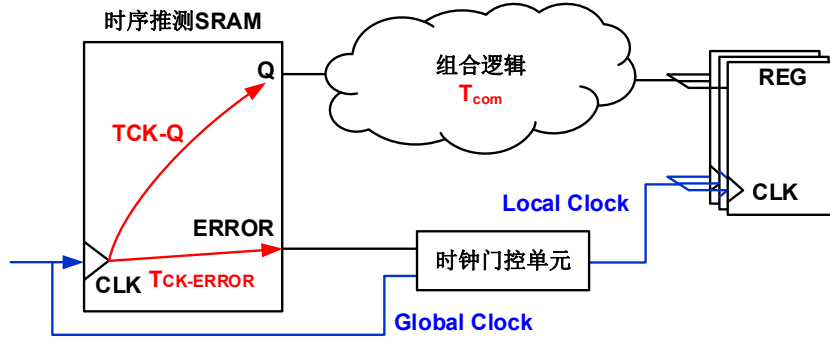 时序推测SRAM
Q
组合逻辑
Tcom
REG
TCK-Q
CLK
Local Clock
ERROR
时钟门控单元
CLK
TCK-ERROR
Global Clock